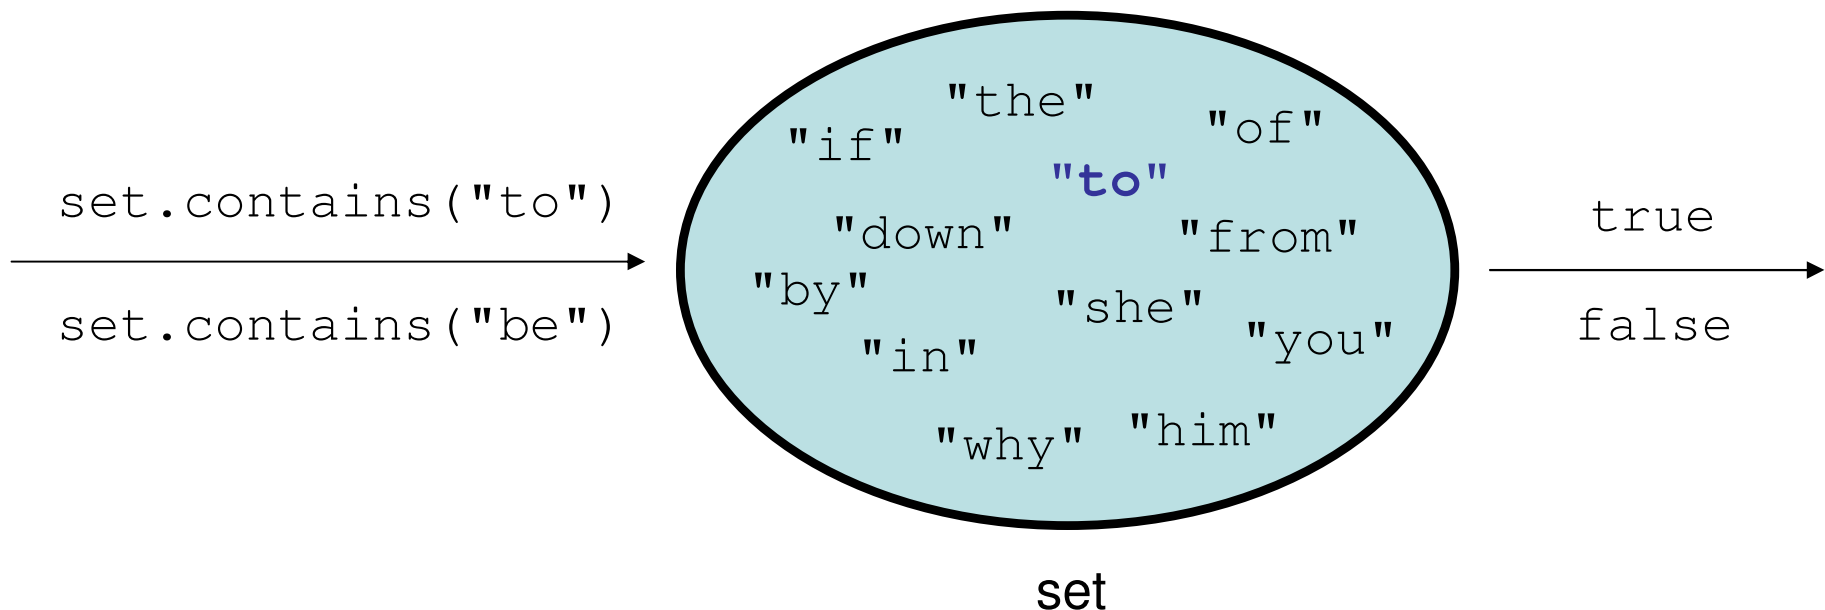 set.contains("to")
set.contains("be")
"the"
"of"
"if"
"to"
"down"
"from"
"by"
"she"
"you"
"in"
"him"
"why"
set
true
false